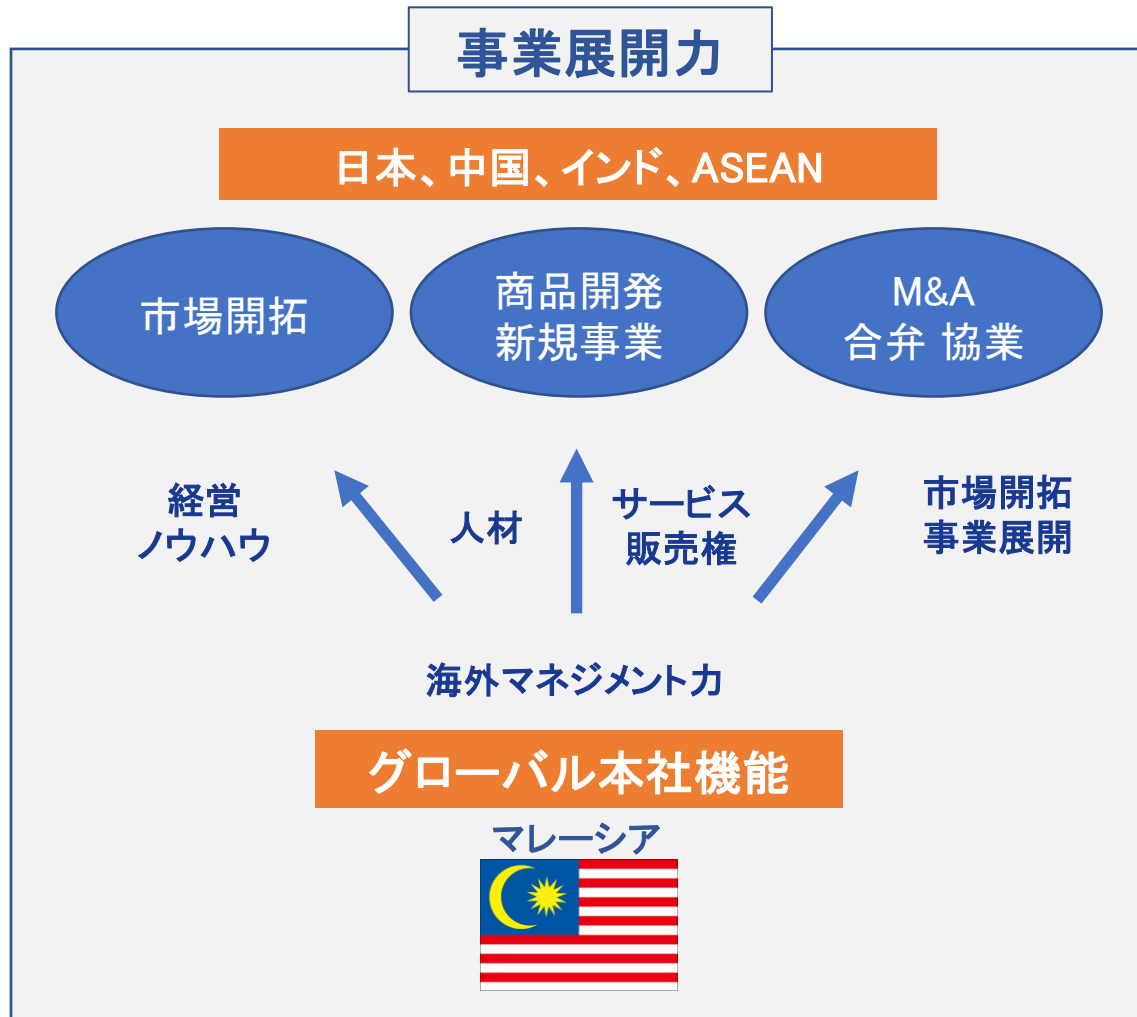 事業展開力
日本、中国、インド、ASEAN
市場開拓
商品開発
新規事業
M&A
合弁 協業
経営
ノウハウ
人材
サービス
販売権
市場開拓
事業展開
海外マネジメント力
グローバル本社機能
マレーシア